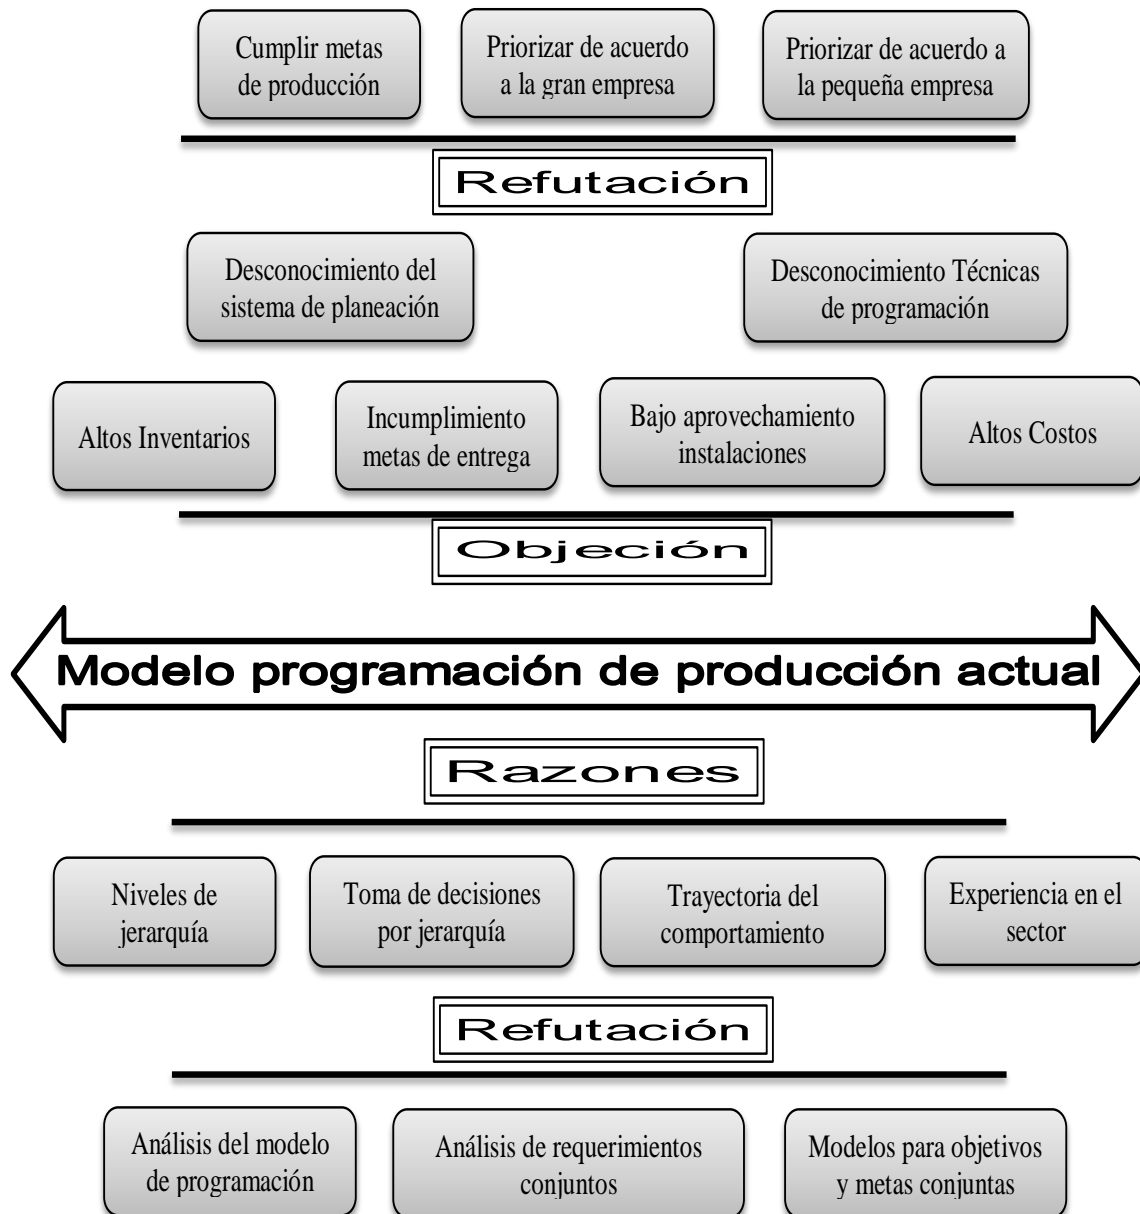 Cumplir metas
de producción
Priorizar de acuerdo
a la gran empresa
Priorizar de acuerdo a
la pequeña empresa
Refutación
Desconocimiento del
sistema de planeación
Desconocimiento Técnicas
de programación
Altos Inventarios
Incumplimiento
metas de entrega
Bajo aprovechamiento
instalaciones
Altos Costos
Objeción
Modelo programación de producción actual
Razones
Niveles de
jerarquía
Toma de decisiones
por jerarquía
Trayectoria del
comportamiento
Experiencia en el
sector
Refutación
Análisis del modelo
de programación
Análisis de requerimientos
conjuntos
Modelos para objetivos
y metas conjuntas